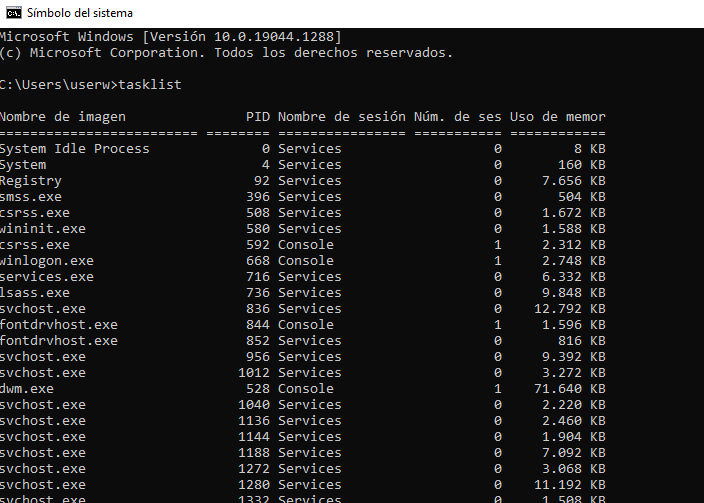 Símbolo del sistema
Microsoft Windows [Versión 10.0.19044.1288]
(c) Microsoft Corporation. Todos los derechos reservados.
C:\Users\userw>tasklist
Nombre de imagen                PID Nombre de sesión Núm. de ses Uso de memor
========================= ======== ================ =========== ============
System Idle Process               0 Services                   0         8 KB
System                            4 Services                   0       160 KB
Registry                         92 Services                   0     7.656 KB
smss.exe                        396 Services                   0       504 KB
csrss.exe                       508 Services                   0     1.672 KB
wininit.exe                     580 Services                   0     1.588 KB
csrss.exe                       592 Console                    1     2.312 KB
winlogon.exe                    668 Console                    1     2.748 KB
services.exe                    716 Services                   0     6.332 KB
lsass.exe                       736 Services                   0     9.848 KB
svchost.exe                     836 Services                   0    12.792 KB
fontdrvhost.exe                 844 Console                    1     1.596 KB
fontdrvhost.exe                 852 Services                   0       816 KB
svchost.exe                     956 Services                   0     9.392 KB
svchost.exe                    1012 Services                   0     3.272 KB
dwm.exe                         528 Console                    1    71.640 KB
svchost.exe                    1040 Services                   0     2.220 KB
svchost.exe                    1136 Services                   0     2.460 KB
svchost.exe                    1144 Services                   0     1.904 KB
svchost.exe                    1188 Services                   0     7.092 KB
svchost.exe                    1272 Services                   0     3.068 KB
svchost.exe                    1280 Services                   0    11.192 KB
svchost.exe                    1332 Services                   0     1.508 KB